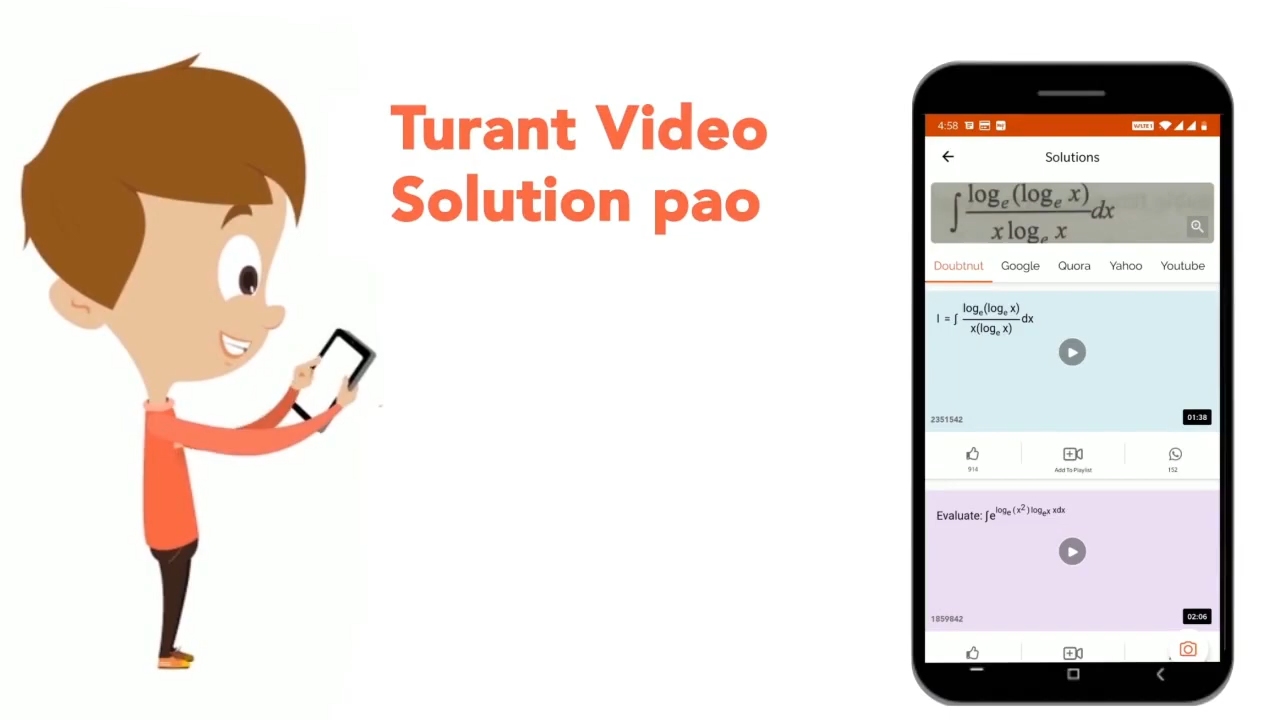 Turant Video
Solution pao
4:58
VoLTE1
Solutions
∫ logₑ(logₑ x) / x logₑ x dx
Doubtnut Google Quora Yahoo Youtube
I = ∫ logₑ(logₑ x) / x(logₑ x) dx
2351542 01:38
914 Add To Playlist 152
Evaluate: ∫e^logₑ(x²)logₑx xdx
1859842 02:06